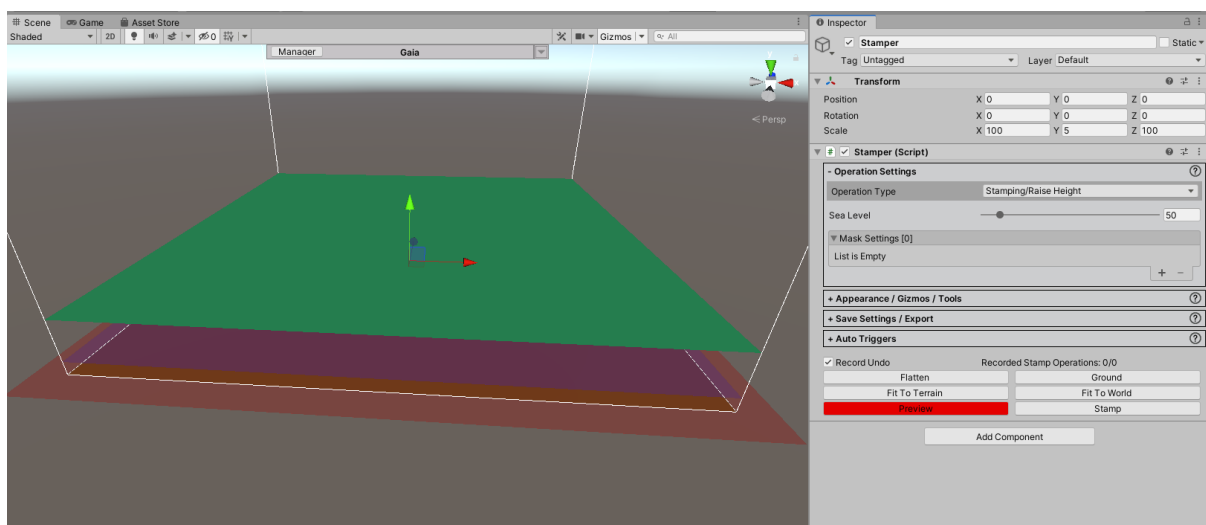 Scene Game Asset Store
Shaded 2D 0 Gizmos All
Manager Gaia
y
Persp
Inspector
Stamper Static
Tag Untagged Layer Default
Transform
Position X 0 Y 0 Z 0
Rotation X 0 Y 0 Z 0
Scale X 100 Y 5 Z 100
# Stamper (Script)
- Operation Settings ?
Operation Type Stamping/Raise Height
Sea Level 50
Mask Settings [0]
List is Empty
+ −
+ Appearance / Gizmos / Tools ?
+ Save Settings / Export ?
+ Auto Triggers ?
Record Undo Recorded Stamp Operations: 0/0
Flatten Ground
Fit To Terrain Fit To World
Preview Stamp
Add Component